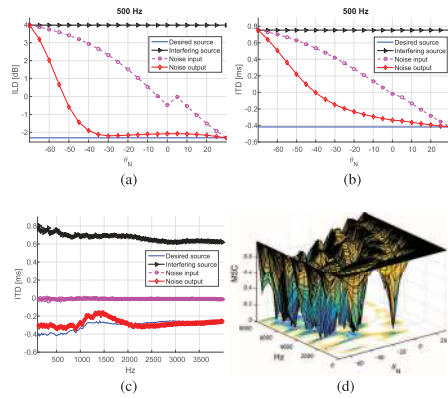 500 Hz
4
3
2
1
0
-1
-2
ILD [dB]
Desired source
Interfering source
Noise input
Noise output
-60 -50 -40 -30 -20 -10 0 10 20
θN
(a)
500 Hz
0.8
0.6
0.4
0.2
0
-0.2
-0.4
-0.6
ITD [ms]
Desired source
Interfering source
Noise input
Noise output
-60 -50 -40 -30 -20 -10 0 10 20
θN
(b)
0.8
0.6
0.4
0.2
0
-0.2
-0.4
-0.6
ITD [ms]
Desired source
Interfering source
Noise input
Noise output
500 1000 1500 2000 2500 3000 3500
Hz
(c)
MSC
Hz
θN
(d)